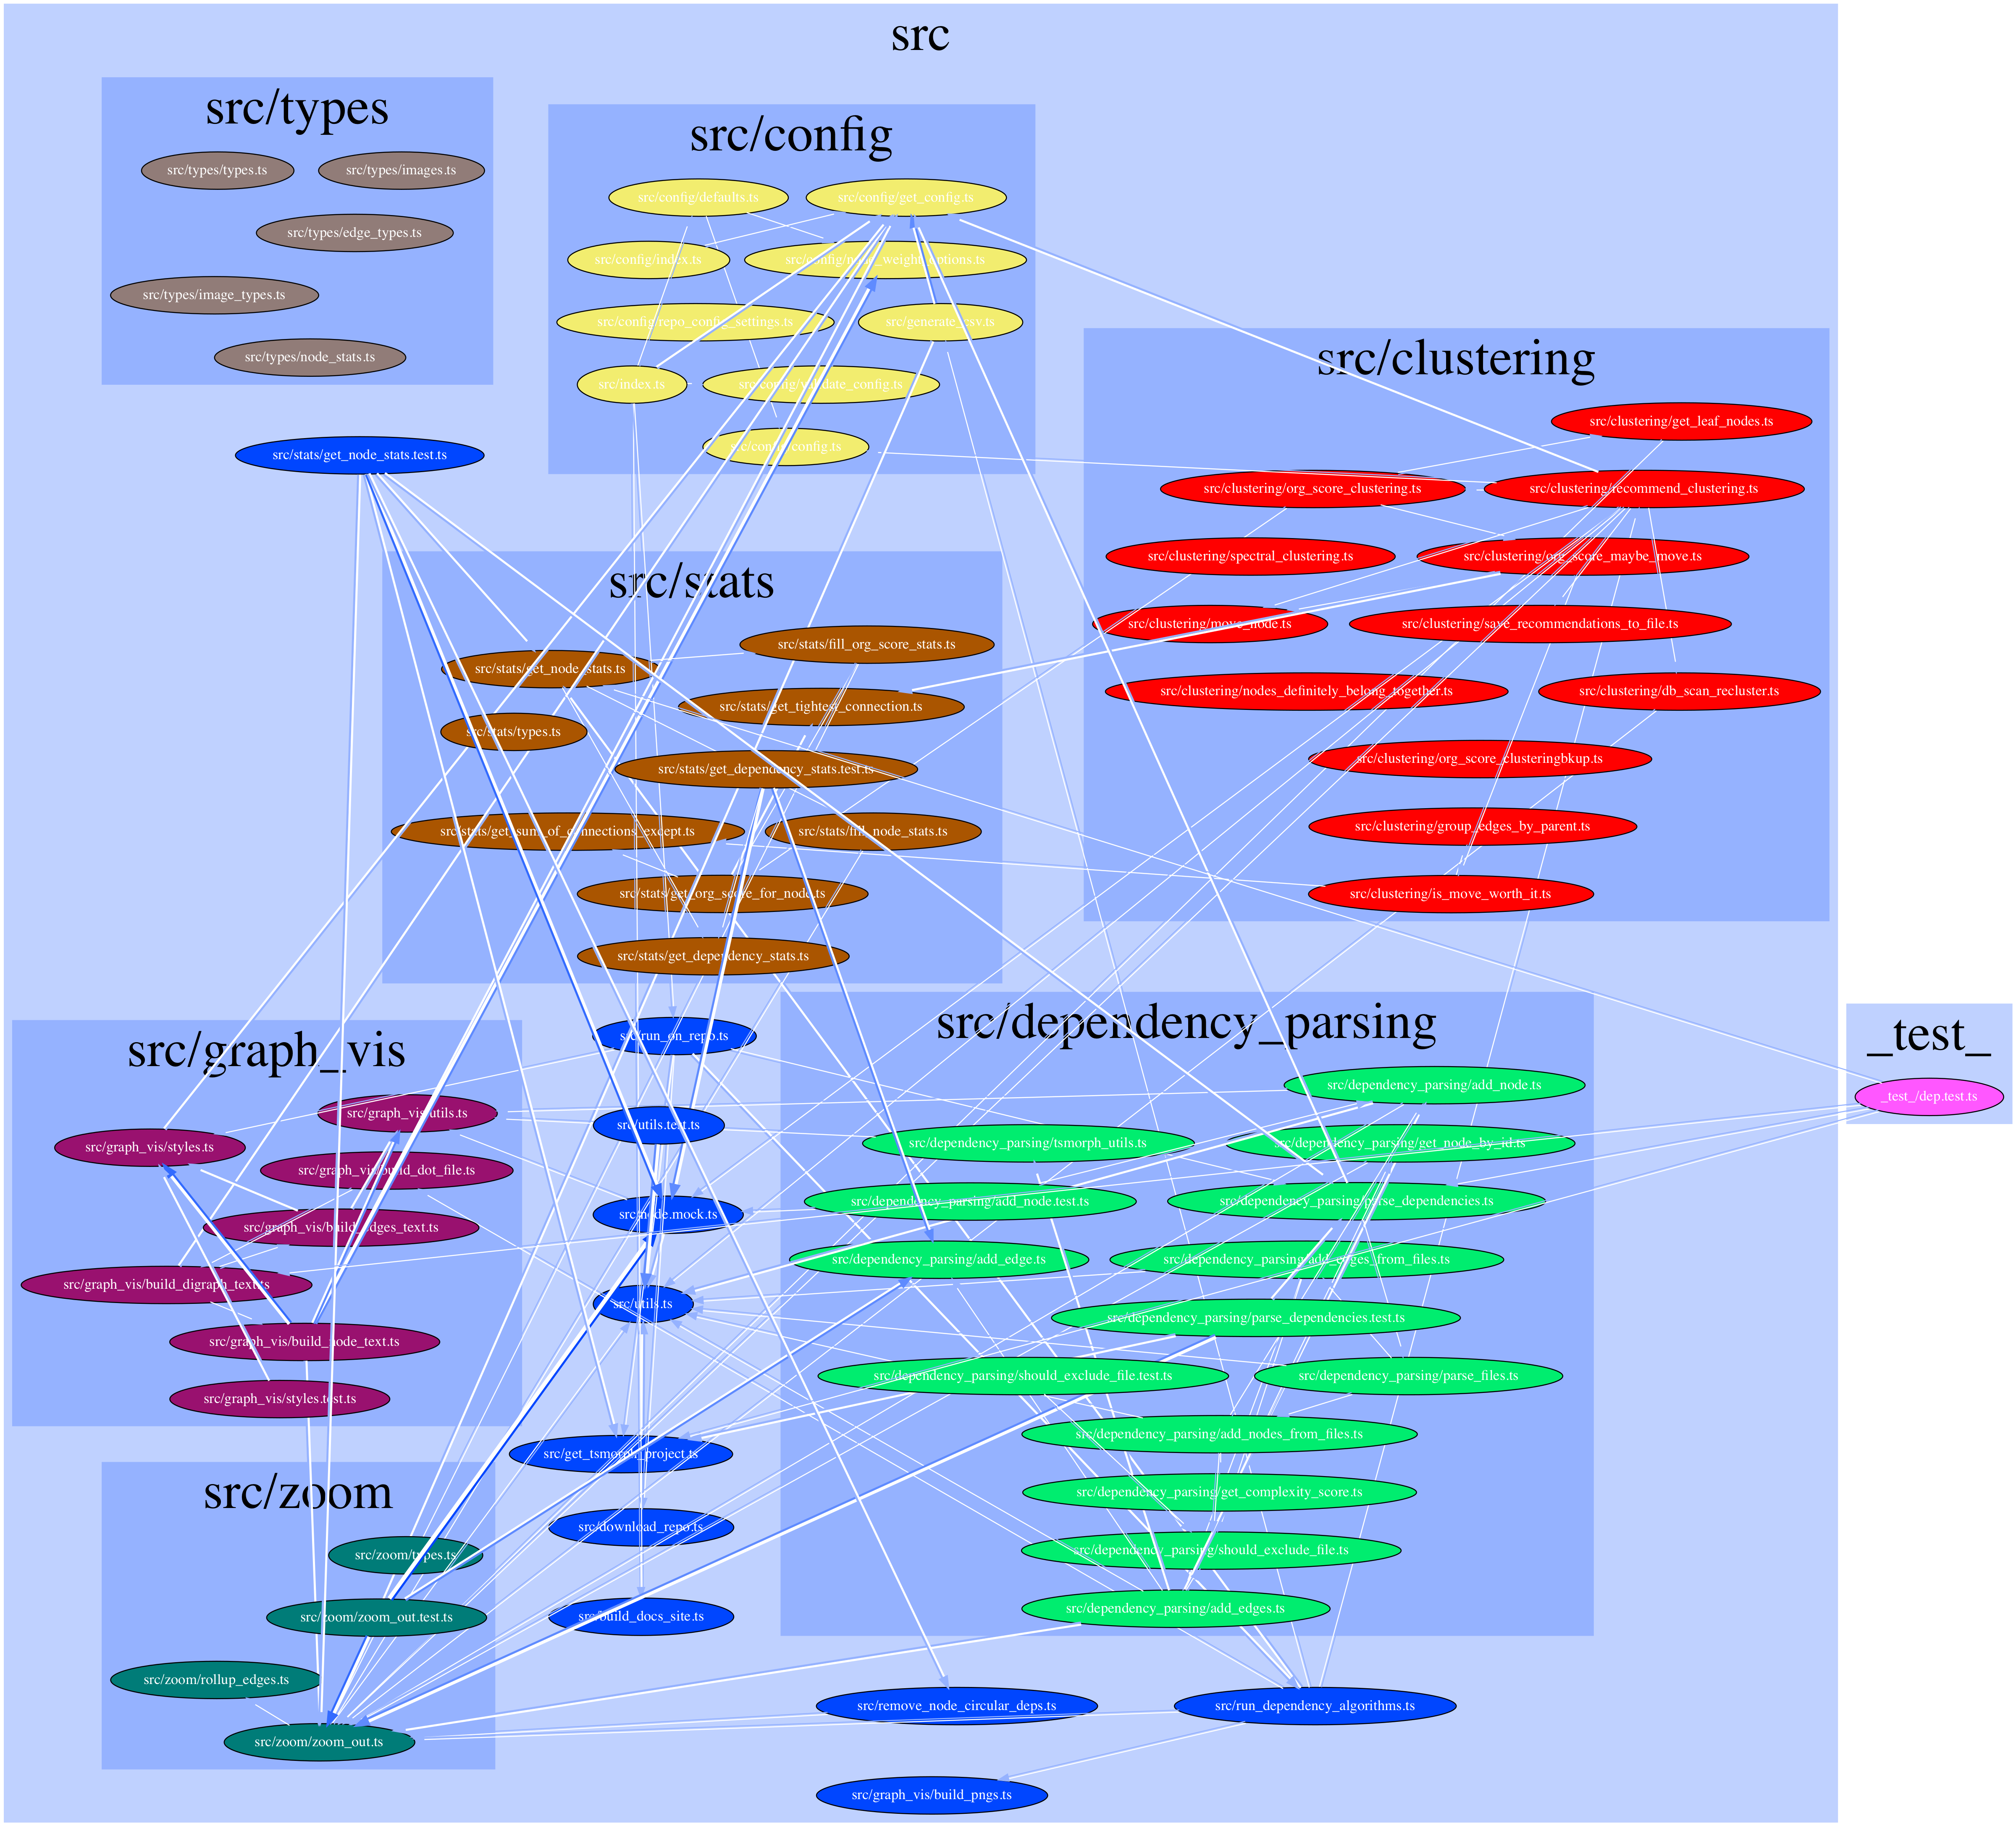 src
src/types
src/types/types.ts
src/types/images.ts
src/types/edge_types.ts
src/types/image_types.ts
src/types/node_stats.ts
src/config
src/config/defaults.ts
src/config/get_config.ts
src/config/index.ts
src/config/node_weight_options.ts
src/config/repo_config_settings.ts
src/generate_csv.ts
src/index.ts
src/config/validate_config.ts
src/config/config.ts
src/clustering
src/clustering/get_leaf_nodes.ts
src/clustering/org_score_clustering.ts
src/clustering/recommend_clustering.ts
src/clustering/spectral_clustering.ts
src/clustering/org_score_maybe_move.ts
src/clustering/move_node.ts
src/clustering/save_recommendations_to_file.ts
src/clustering/nodes_definitely_belong_together.ts
src/clustering/db_scan_recluster.ts
src/clustering/org_score_clusteringbkup.ts
src/clustering/group_edges_by_parent.ts
src/clustering/is_move_worth_it.ts
src/stats/get_node_stats.test.ts
src/stats
src/stats/fill_org_score_stats.ts
src/stats/get_node_stats.ts
src/stats/get_tightest_connection.ts
src/stats/types.ts
src/stats/get_dependency_stats.test.ts
src/stats/get_sum_of_connections_except.ts
src/stats/fill_node_stats.ts
src/stats/get_org_score_for_node.ts
src/stats/get_dependency_stats.ts
src/graph_vis
src/graph_vis/utils.ts
src/graph_vis/styles.ts
src/graph_vis/build_dot_file.ts
src/graph_vis/build_edges_text.ts
src/graph_vis/build_digraph_text.ts
src/graph_vis/build_node_text.ts
src/graph_vis/styles.test.ts
src/run_on_repo.ts
src/utils.test.ts
src/node.mock.ts
src/utils.ts
src/get_tsmorph_project.ts
src/download_repo.ts
src/build_docs_site.ts
src/dependency_parsing
src/dependency_parsing/add_node.ts
src/dependency_parsing/tsmorph_utils.ts
src/dependency_parsing/get_node_by_id.ts
src/dependency_parsing/add_node.test.ts
src/dependency_parsing/parse_dependencies.ts
src/dependency_parsing/add_edge.ts
src/dependency_parsing/add_edges_from_files.ts
src/dependency_parsing/parse_dependencies.test.ts
src/dependency_parsing/should_exclude_file.test.ts
src/dependency_parsing/parse_files.ts
src/dependency_parsing/add_nodes_from_files.ts
src/dependency_parsing/get_complexity_score.ts
src/dependency_parsing/should_exclude_file.ts
src/dependency_parsing/add_edges.ts
_test_
_test_/dep.test.ts
src/zoom
src/zoom/types.ts
src/zoom/zoom_out.test.ts
src/zoom/rollup_edges.ts
src/zoom/zoom_out.ts
src/remove_node_circular_deps.ts
src/run_dependency_algorithms.ts
src/graph_vis/build_pngs.ts